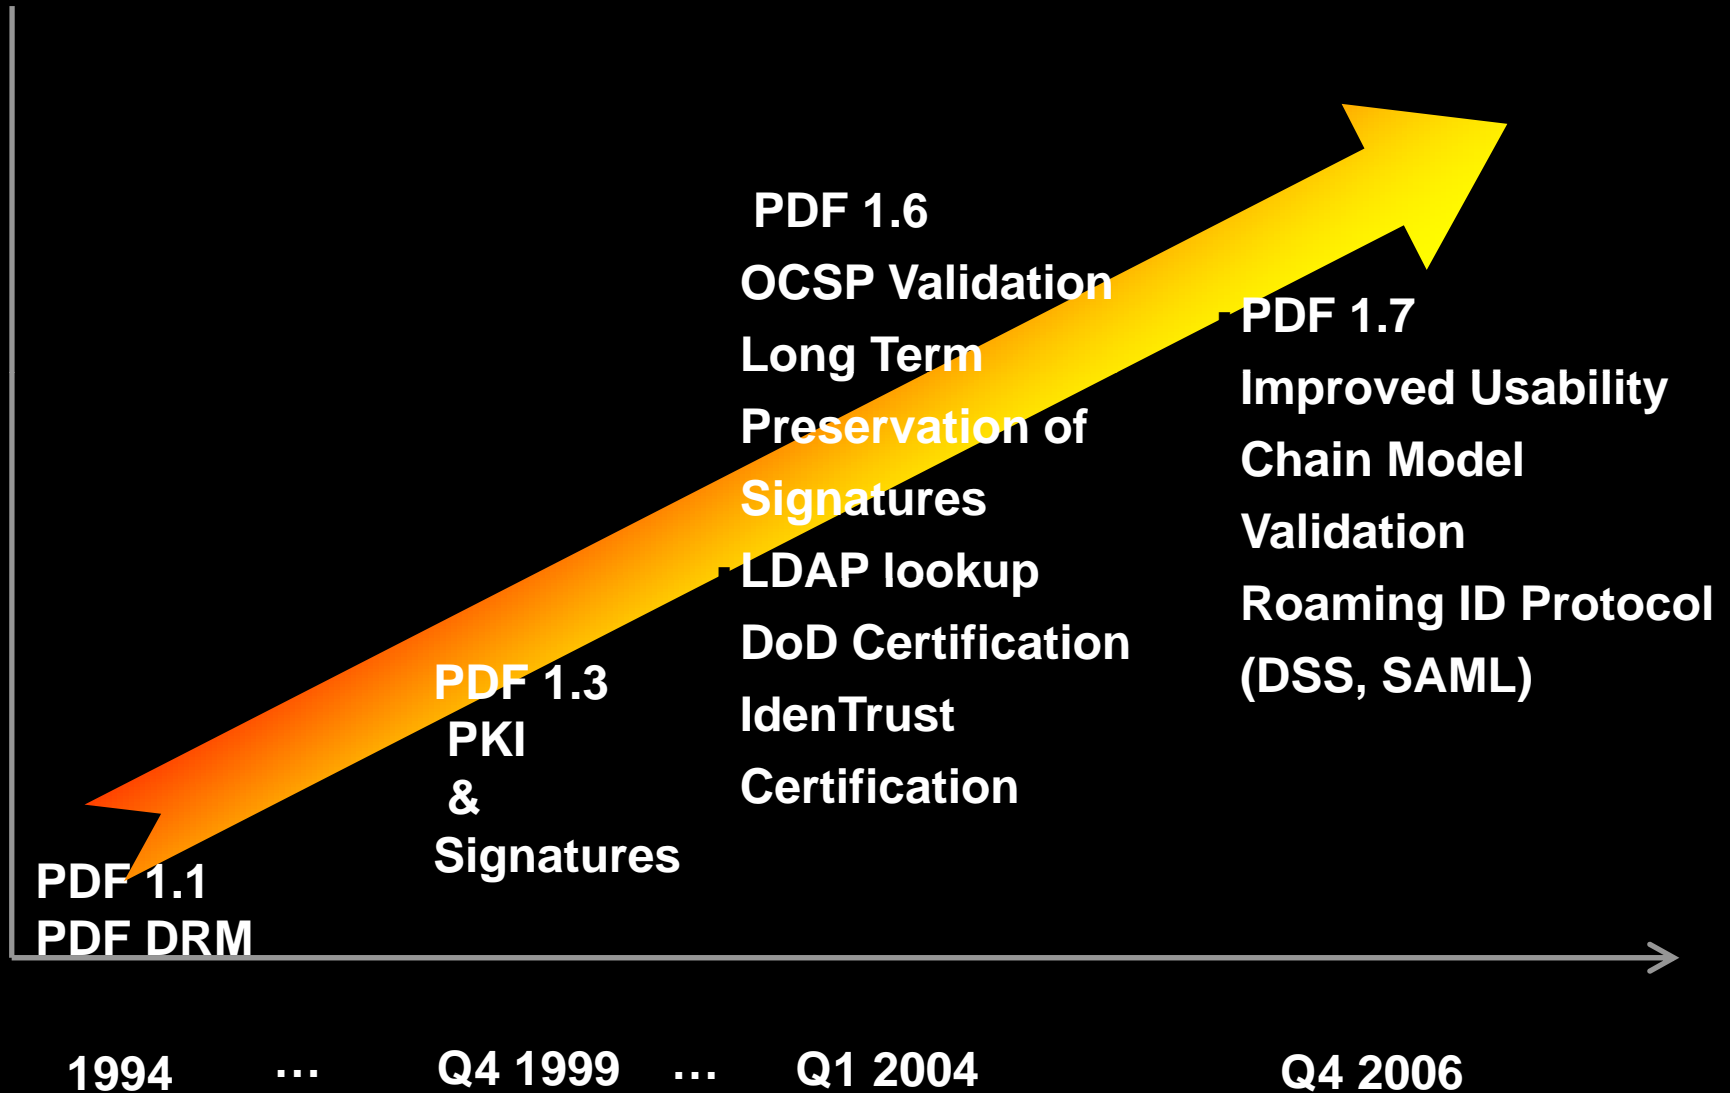 PDF 1.1
PDF DRM
PDF 1.3
PKI
&
Signatures
PDF 1.6
OCSP Validation
Long Term
Preservation of
Signatures
LDAP lookup
DoD Certification
IdenTrust
Certification
PDF 1.7
Improved Usability
Chain Model
Validation
Roaming ID Protocol
(DSS, SAML)
1994 … Q4 1999 … Q1 2004 Q4 2006